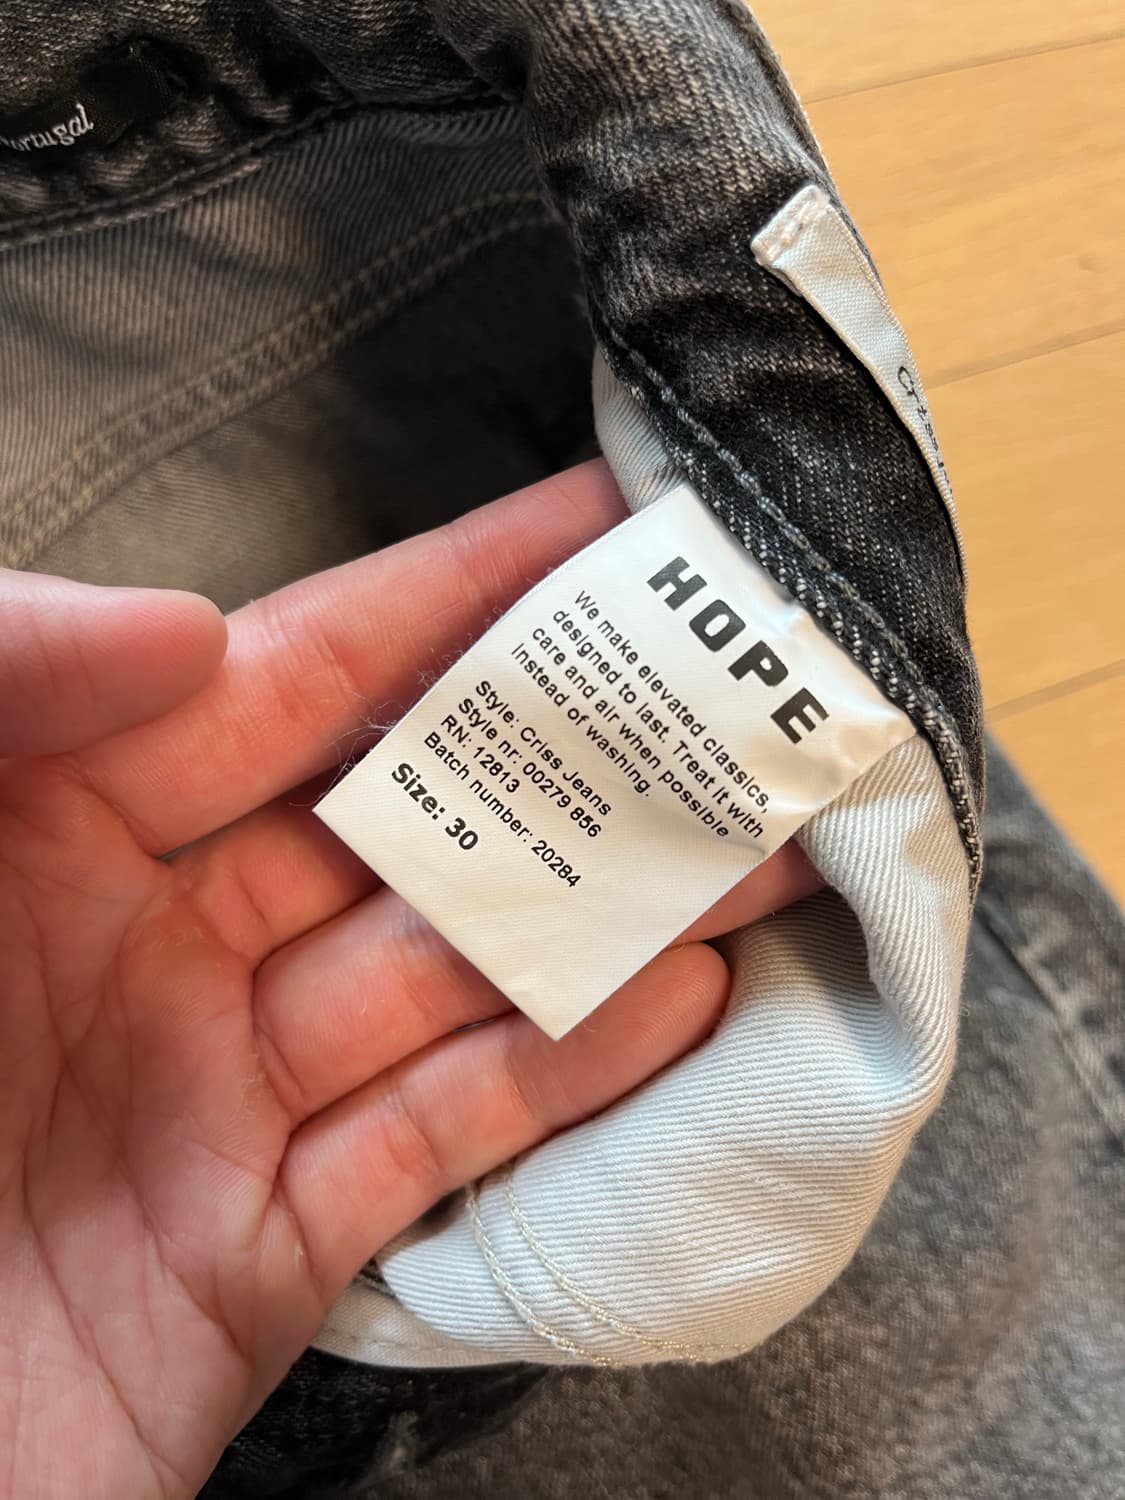 HOPE
We make elevated classics,
designed to last. Treat it with
care and air when possible
instead of washing.
Style: Criss Jeans
Style nr: 00279 856
RN: 12813
Batch number: 20284
Size: 30